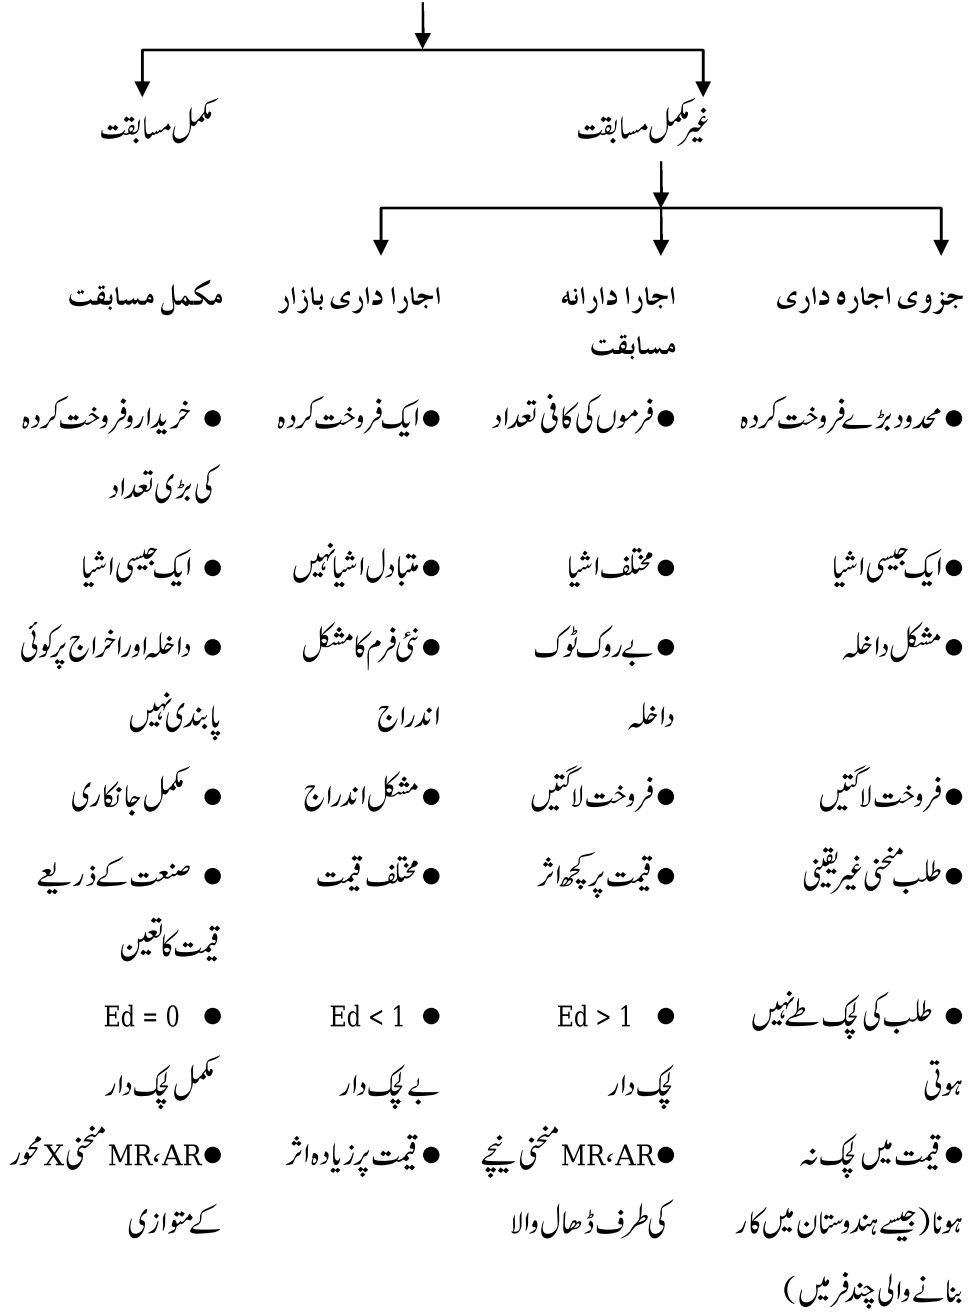 غیر مکمل مسابقت
مکمل مسابقت
جزوی اجارہ داری
اجارا دارانہ
مسابقت
اجارا داری بازار
مکمل مسابقت
● محدود بڑے فروخت کردہ
● فرموں کی کافی تعداد
● ایک فروخت کردہ
● خریدار و فروخت کردہ
کی بڑی تعداد
● ایک جیسی اشیا
● مختلف اشیا
● متبادل اشیا نہیں
● ایک جیسی اشیا
● مشکل داخلہ
● بے روک ٹوک
داخلہ
● نئی فرم کا مشکل
اندراج
● داخلہ اور اخراج پر کوئی
پابندی نہیں
● فروخت لاگتیں
● فروخت لاگتیں
● مشکل اندراج
● مکمل جانکاری
● طلب منحنی غیر یقینی
● قیمت پر کچھ اثر
● مختلف قیمت
● صنعت کے ذریعے
قیمت کا تعین
● طلب کی لچک طے نہیں
ہوتی
● Ed > 1
لچک دار
● Ed < 1
بے لچک دار
● Ed = 0
مکمل لچک دار
● قیمت میں لچک نہ
ہونا (جیسے ہندوستان میں کار
بنانے والی چند فرمیں)
● MR،AR منحنی نیچے
کی طرف ڈھال والا
● قیمت پر زیادہ اثر
● MR،AR منحنی X محور
کے متوازی